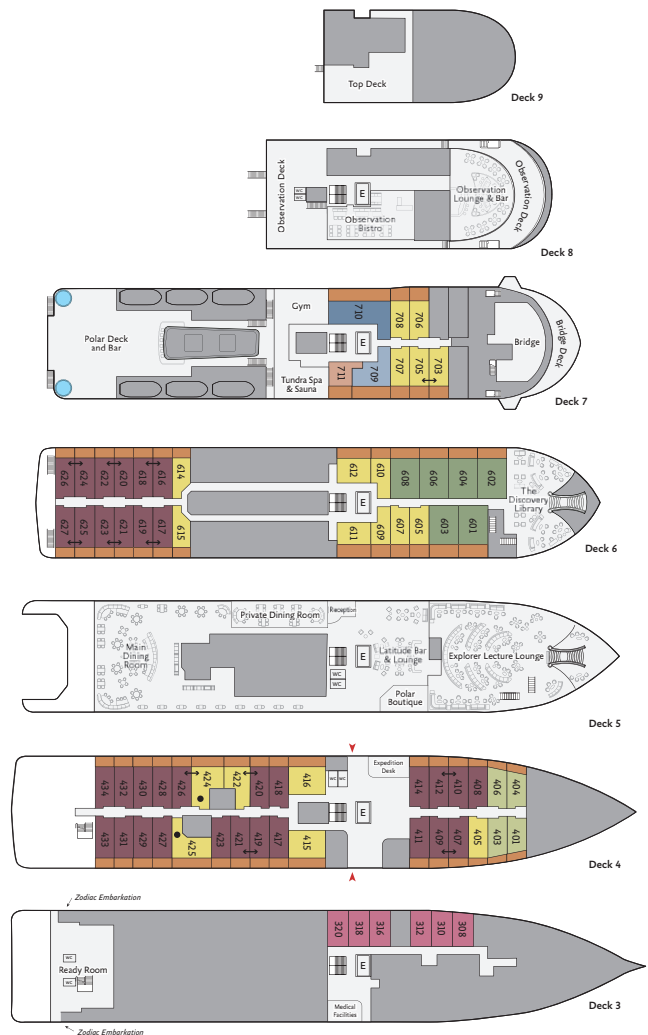 Top Deck
Deck 9
Observation Deck
WC
WC
E
Observation
Bistro
Observation
Lounge & Bar
Observation Deck
Deck 8
Polar Deck
and Bar
Gym
Tundra Spa
& Sauna
E
710
708
706
711
709
707
705
703
Bridge
Bridge Deck
Deck 7
626
624
622
620
618
616
614
612
610
608
606
604
602
E
The
Discovery
Library
627
625
623
621
619
617
615
611
609
607
605
603
601
Deck 6
Main
Dining
Room
Private Dining Room
Reception
E
WC
WC
Latitude Bar
& Lounge
Polar
Boutique
Explorer Lecture Lounge
Deck 5
434
432
430
428
426
424
422
420
418
416
WC
WC
Expedition
Desk
E
414
412
410
408
406
404
433
431
429
427
425
423
421
419
417
415
411
409
407
405
403
401
Deck 4
Zodiac Embarkation
WC
Ready Room
WC
320
318
316
312
310
308
E
Medical
Facilities
Deck 3
Zodiac Embarkation